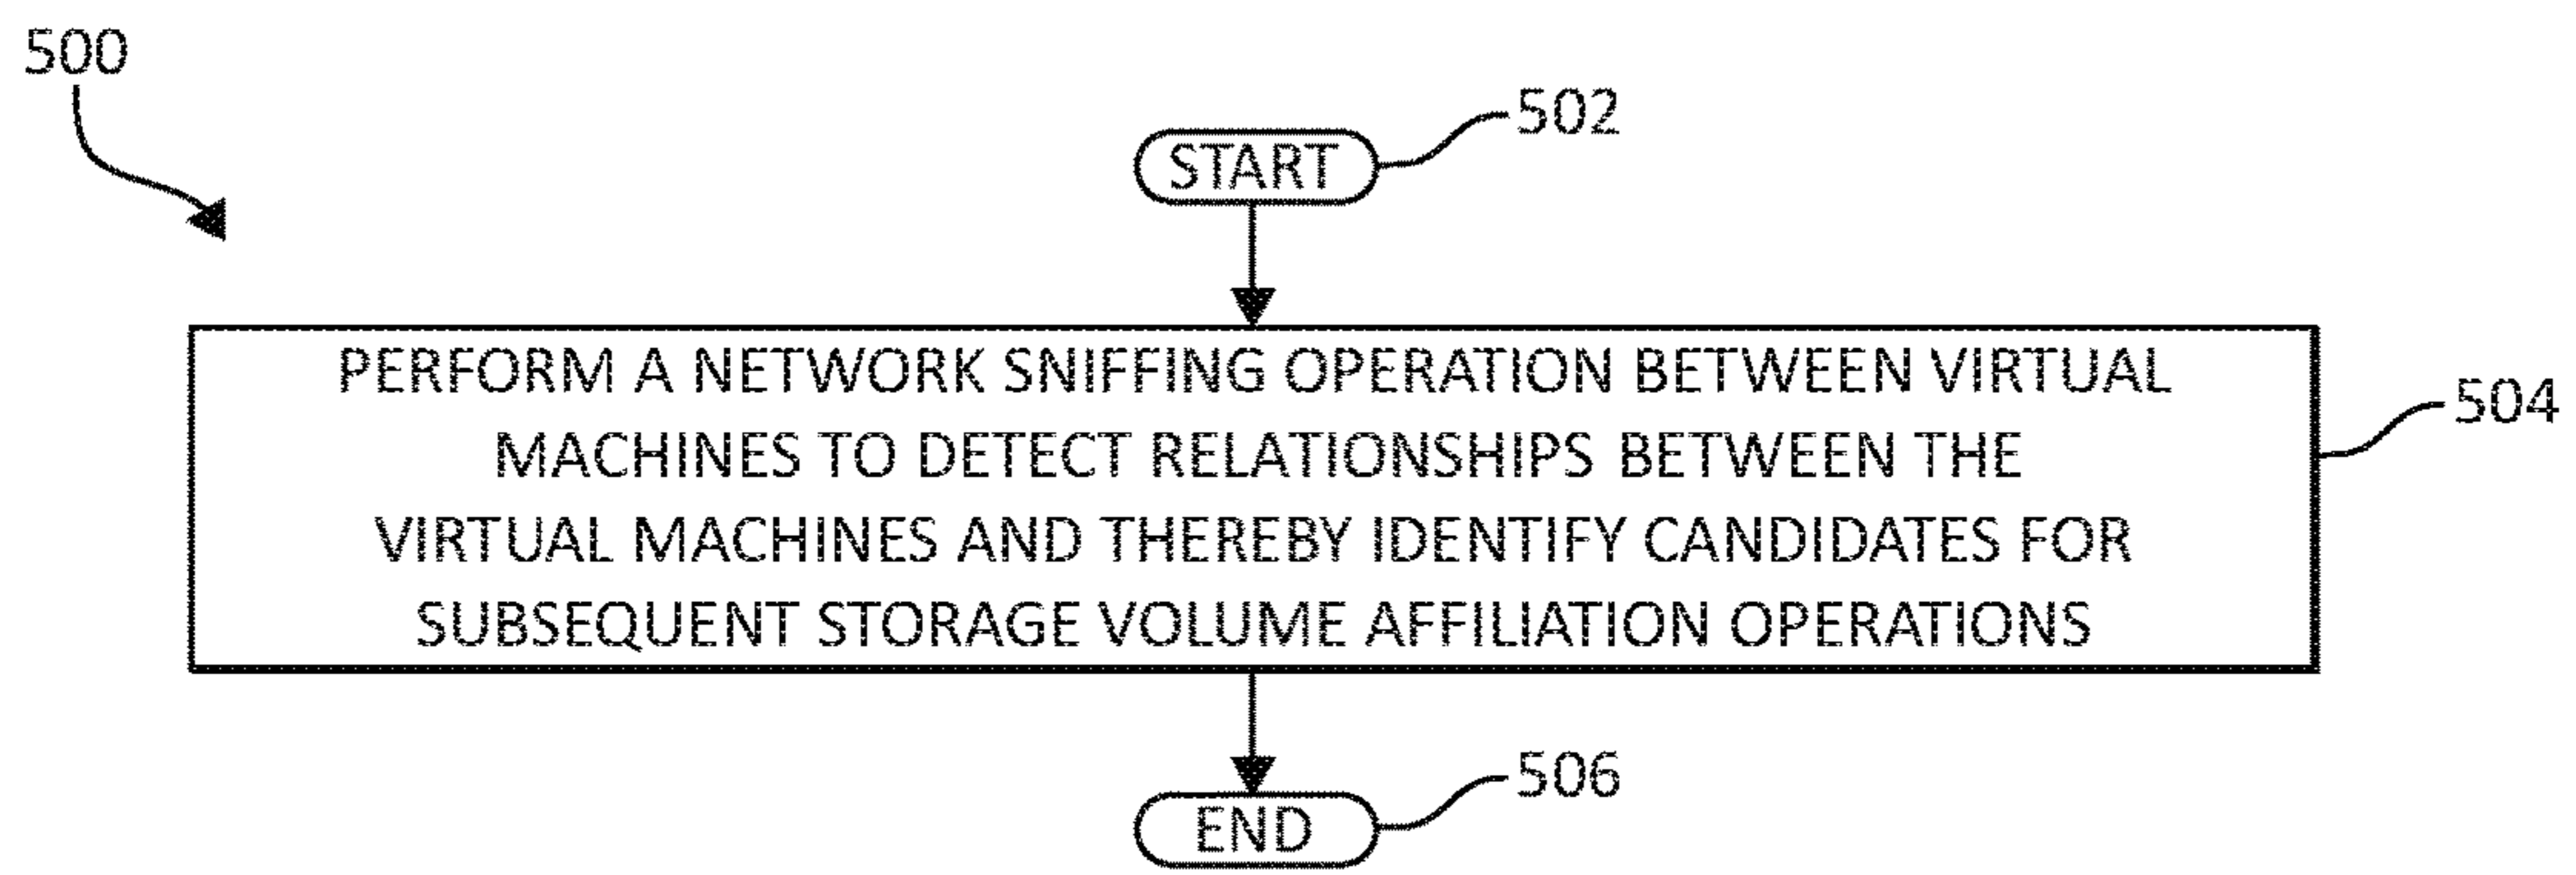 500
502
START
PERFORM A NETWORK SNIFFING OPERATION BETWEEN VIRTUAL
MACHINES TO DETECT RELATIONSHIPS BETWEEN THE
VIRTUAL MACHINES AND THEREBY IDENTIFY CANDIDATES FOR
SUBSEQUENT STORAGE VOLUME AFFILIATION OPERATIONS
504
506
END